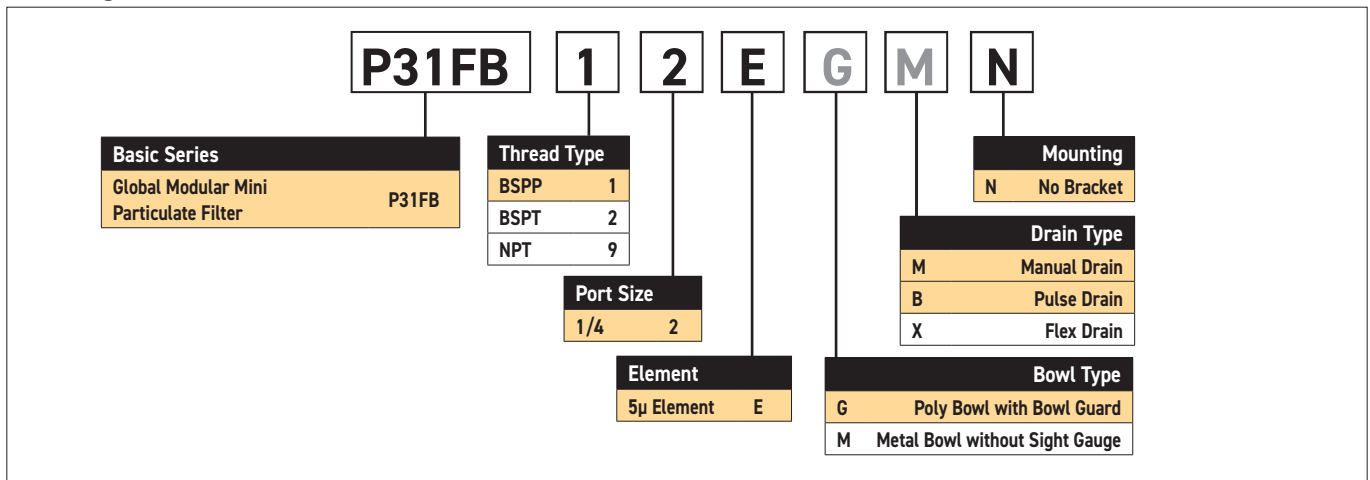 P31FB 1 2 E G M N
Basic Series
Global Modular Mini
Particulate Filter P31FB
Thread Type
BSPP 1
BSPT 2
NPT 9
Port Size
1/4 2
Element
5µ Element E
Mounting
N No Bracket
Drain Type
M Manual Drain
B Pulse Drain
X Flex Drain
Bowl Type
G Poly Bowl with Bowl Guard
M Metal Bowl without Sight Gauge